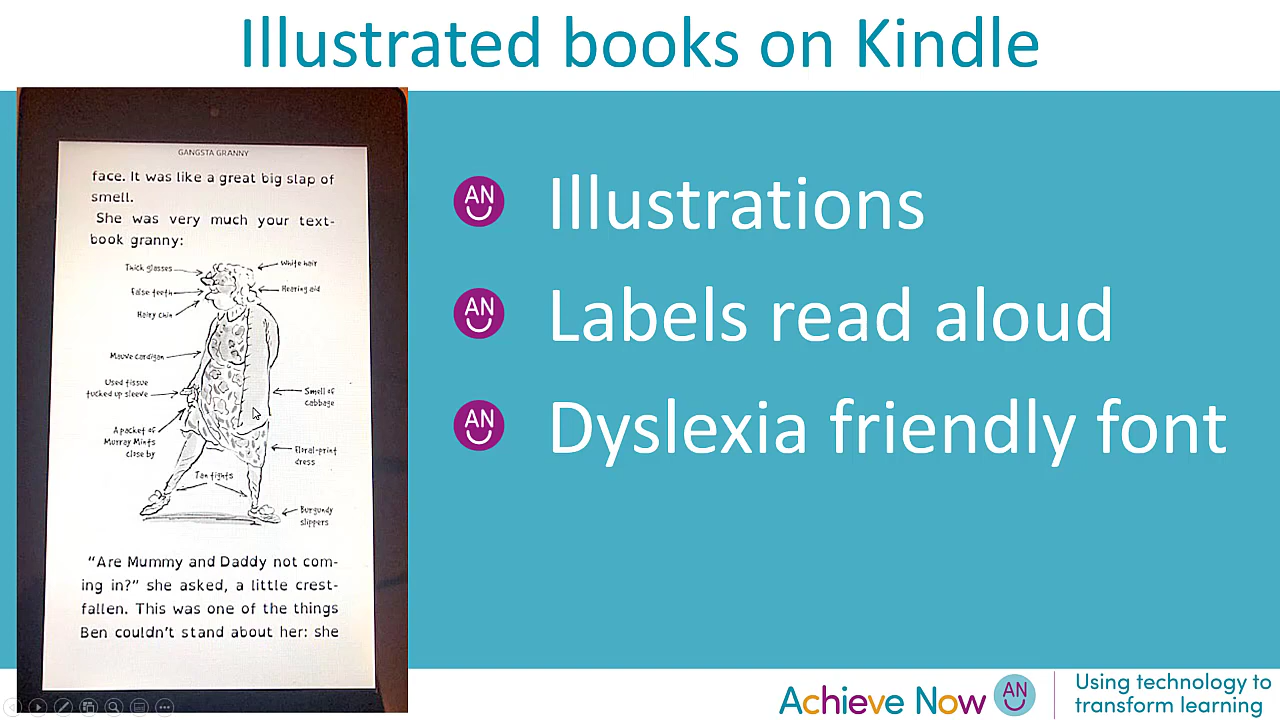 Illustrated books on Kindle
GANGSTA GRANNY
face. It was like a great big slap of
smell.
She was very much your text-
book granny:
Thick glasses
White hair
False teeth
Hearing aid
Hairy chin
Mauve cardigan
Used tissue
tucked up sleeve
Smell of
cabbage
A packet of
Murray Mints
close by
Floral-print
dress
Tan tights
Burgundy
slippers
“Are Mummy and Daddy not com-
ing in?” she asked, a little crest-
fallen. This was one of the things
Ben couldn’t stand about her: she
AN
Illustrations
AN
Labels read aloud
AN
Dyslexia friendly font
Achieve Now
AN
Using technology to
transform learning